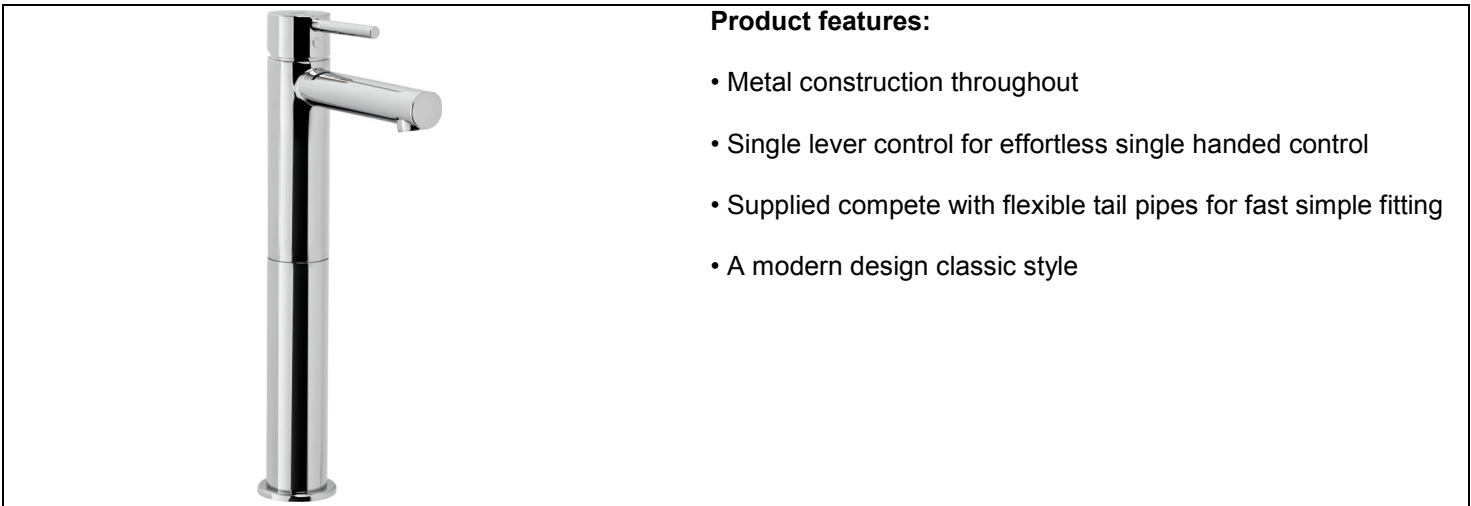 Product features:
• Metal construction throughout
• Single lever control for effortless single handed control
• Supplied compete with flexible tail pipes for fast simple fitting
• A modern design classic style